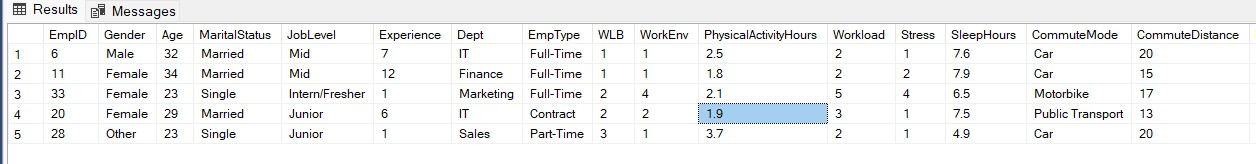 Results Messages
EmpID Gender Age MaritalStatus JobLevel Experience Dept EmpType WLB WorkEnv PhysicalActivityHours Workload Stress SleepHours CommuteMode CommuteDistance
1 6 Male 32 Married Mid 7 IT Full-Time 1 1 2.5 2 1 7.6 Car 20
2 11 Female 34 Married Mid 12 Finance Full-Time 1 1 1.8 2 2 7.9 Car 15
3 33 Female 23 Single Intern/Fresher 1 Marketing Full-Time 2 4 2.1 5 4 6.5 Motorbike 17
4 20 Female 29 Married Junior 6 IT Contract 2 2 1.9 3 1 7.5 Public Transport 13
5 28 Other 23 Single Junior 1 Sales Part-Time 3 1 3.7 2 1 4.9 Car 20